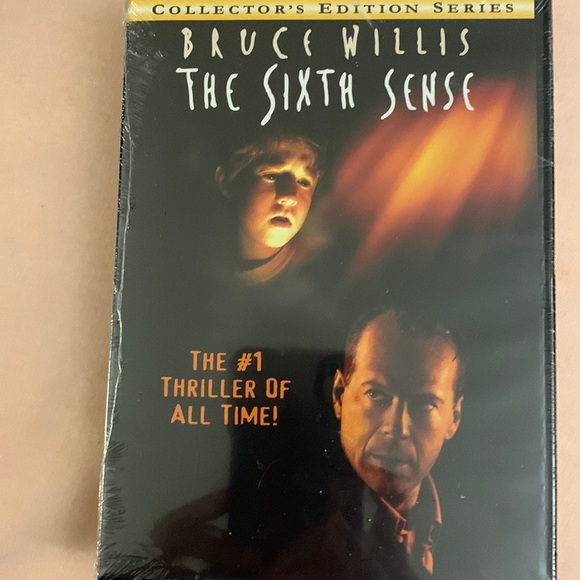 COLLECTOR'S EDITION SERIES
BRUCE WILLIS
THE SIXTH SENSE
THE #1
THRILLER OF
ALL TIME!